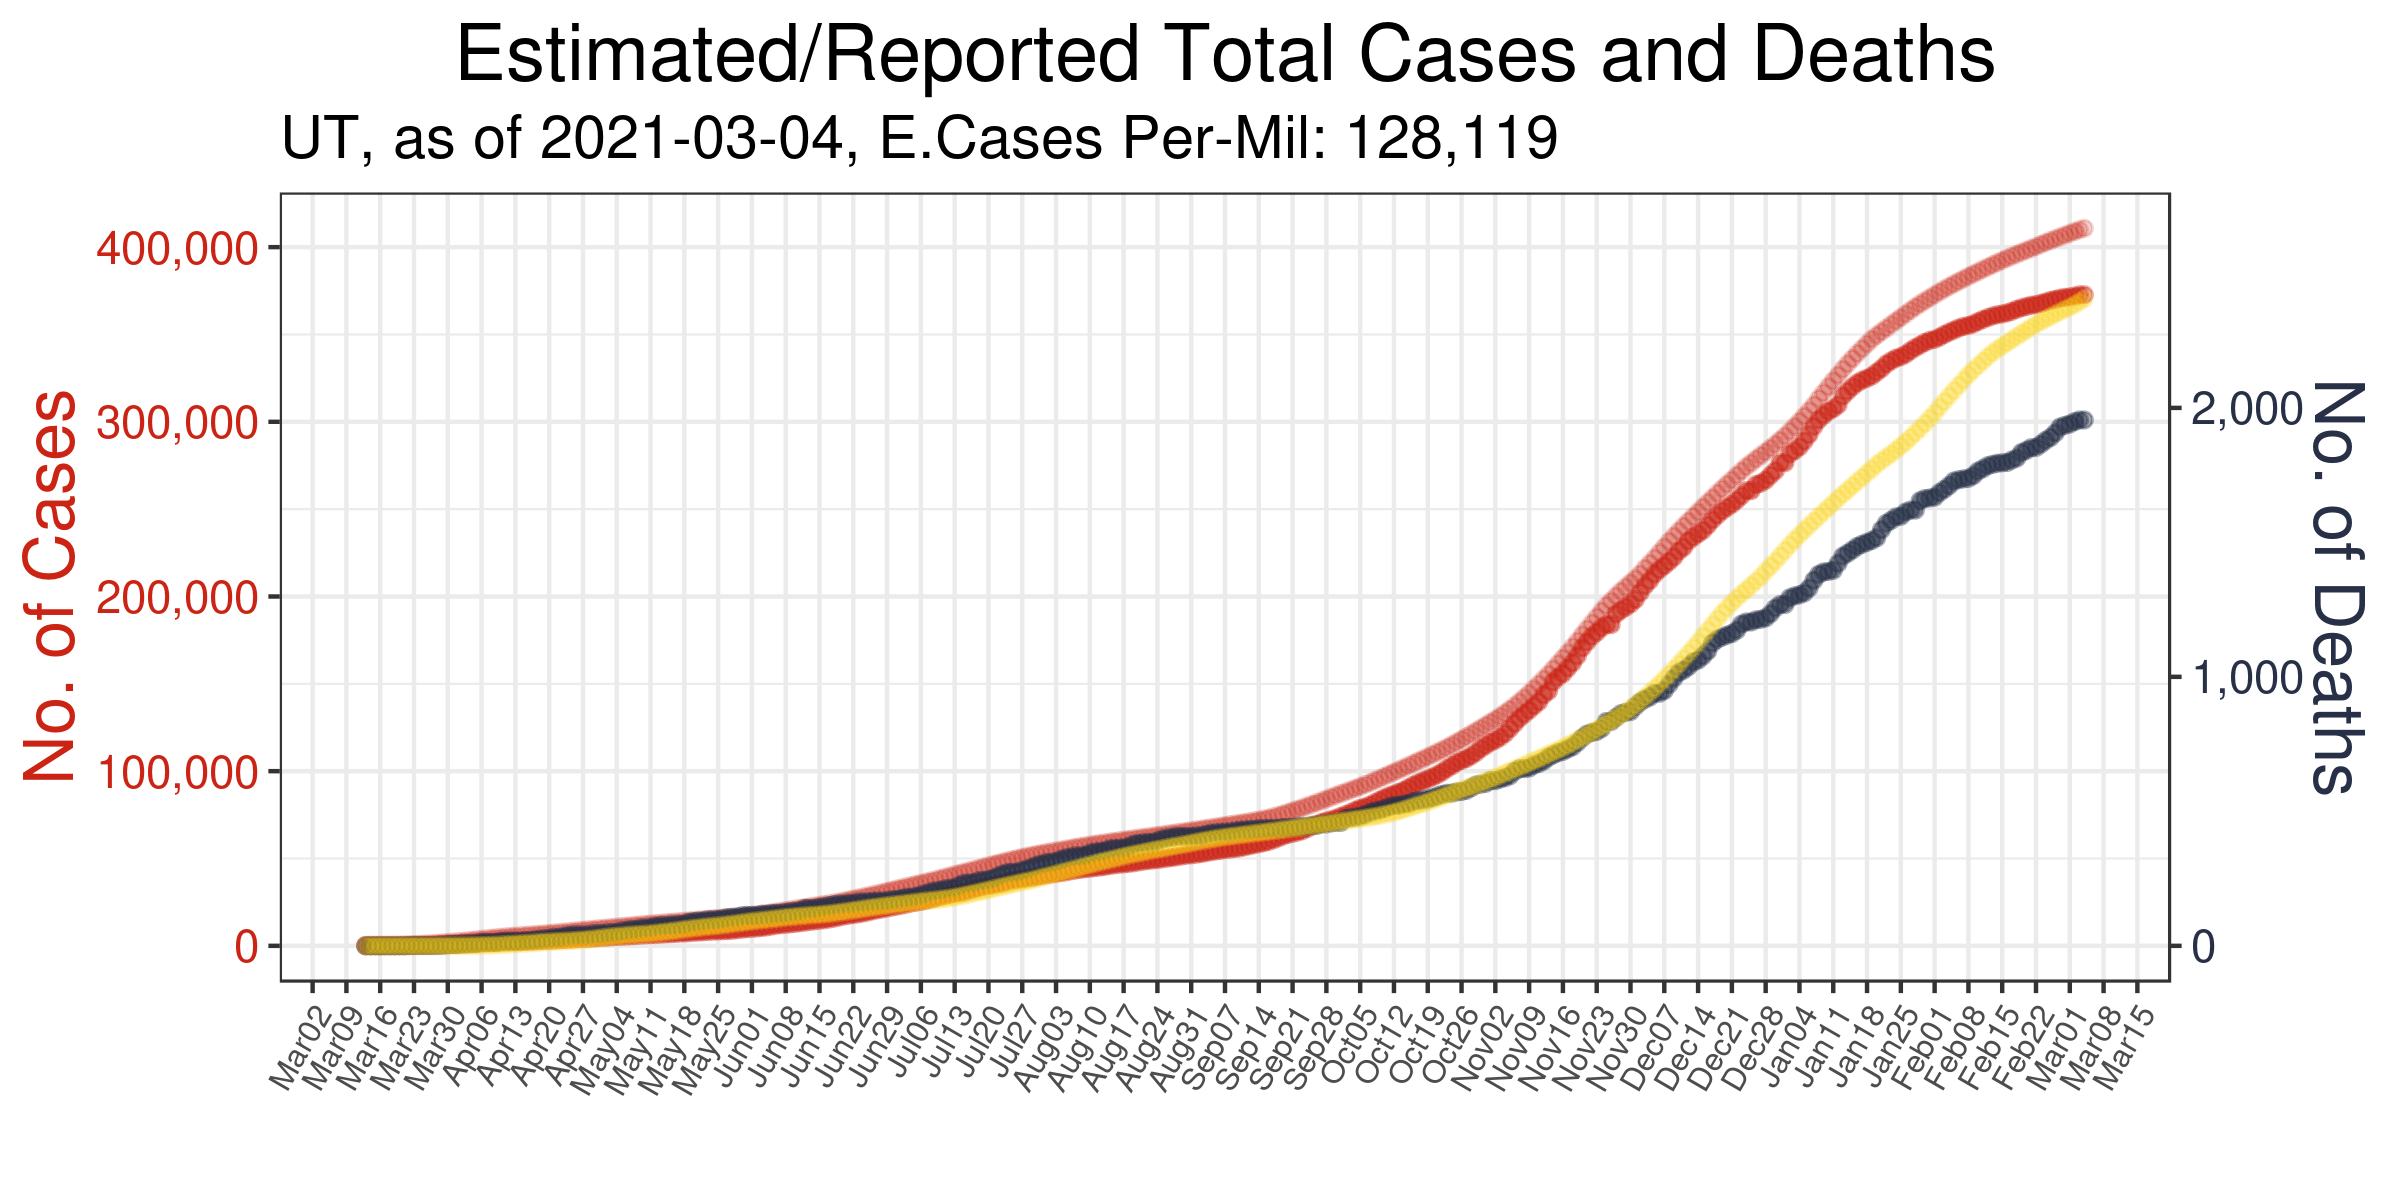 Estimated/Reported Total Cases and Deaths
UT, as of 2021-03-04, E.Cases Per-Mil: 128,119
No. of Cases
400,000
300,000
200,000
100,000
0
No. of Deaths
2,000
1,000
0
Mar02
Mar09
Mar16
Mar23
Mar30
Apr06
Apr13
Apr20
Apr27
May04
May11
May18
May25
Jun01
Jun08
Jun15
Jun22
Jun29
Jul06
Jul13
Jul20
Jul27
Aug03
Aug10
Aug17
Aug24
Aug31
Sep07
Sep14
Sep21
Sep28
Oct05
Oct12
Oct19
Oct26
Nov02
Nov09
Nov16
Nov23
Nov30
Dec07
Dec14
Dec21
Dec28
Jan04
Jan11
Jan18
Jan25
Feb01
Feb08
Feb15
Feb22
Mar01
Mar08
Mar15